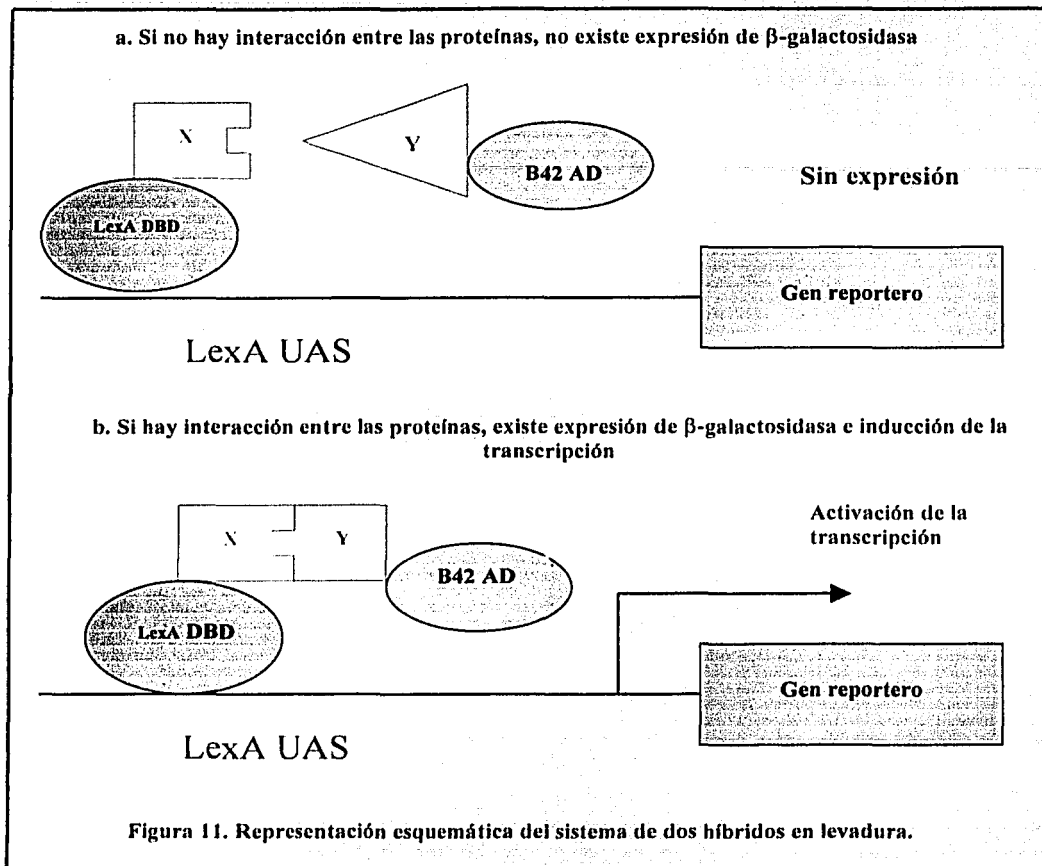 a. Si no hay interacción entre las proteínas, no existe expresión de β-galactosidasa
X
Y
B42 AD
Sin expresión
LexA DBD
Gen reportero
LexA UAS
b. Si hay interacción entre las proteínas, existe expresión de β-galactosidasa e inducción de la
transcripción
Activación de la
transcripción
X
Y
B42 AD
LexA DBD
Gen reportero
LexA UAS
Figura 11. Representación esquemática del sistema de dos híbridos en levadura.